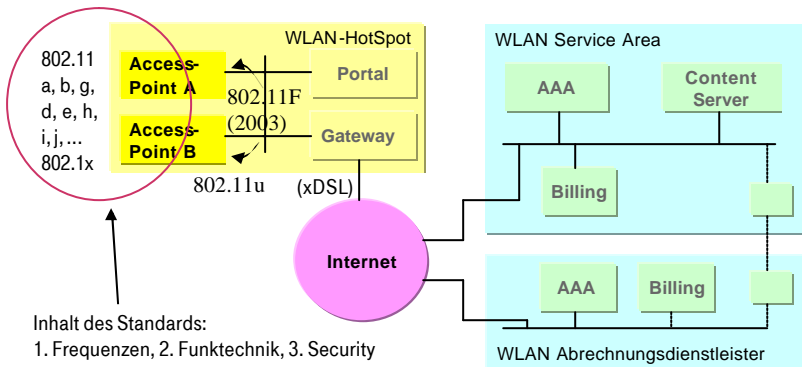 WLAN-HotSpot
802.11
a, b, g,
d, e, h,
i, j, ...
802.1x
Access-
Point A
Access-
Point B
802.11F
(2003)
802.11u
Portal
Gateway
(xDSL)
Internet
WLAN Service Area
AAA
Content
Server
Billing
AAA
Billing
WLAN Abrechnungsdienstleister
Inhalt des Standards:
1. Frequenzen, 2. Funktechnik, 3. Security